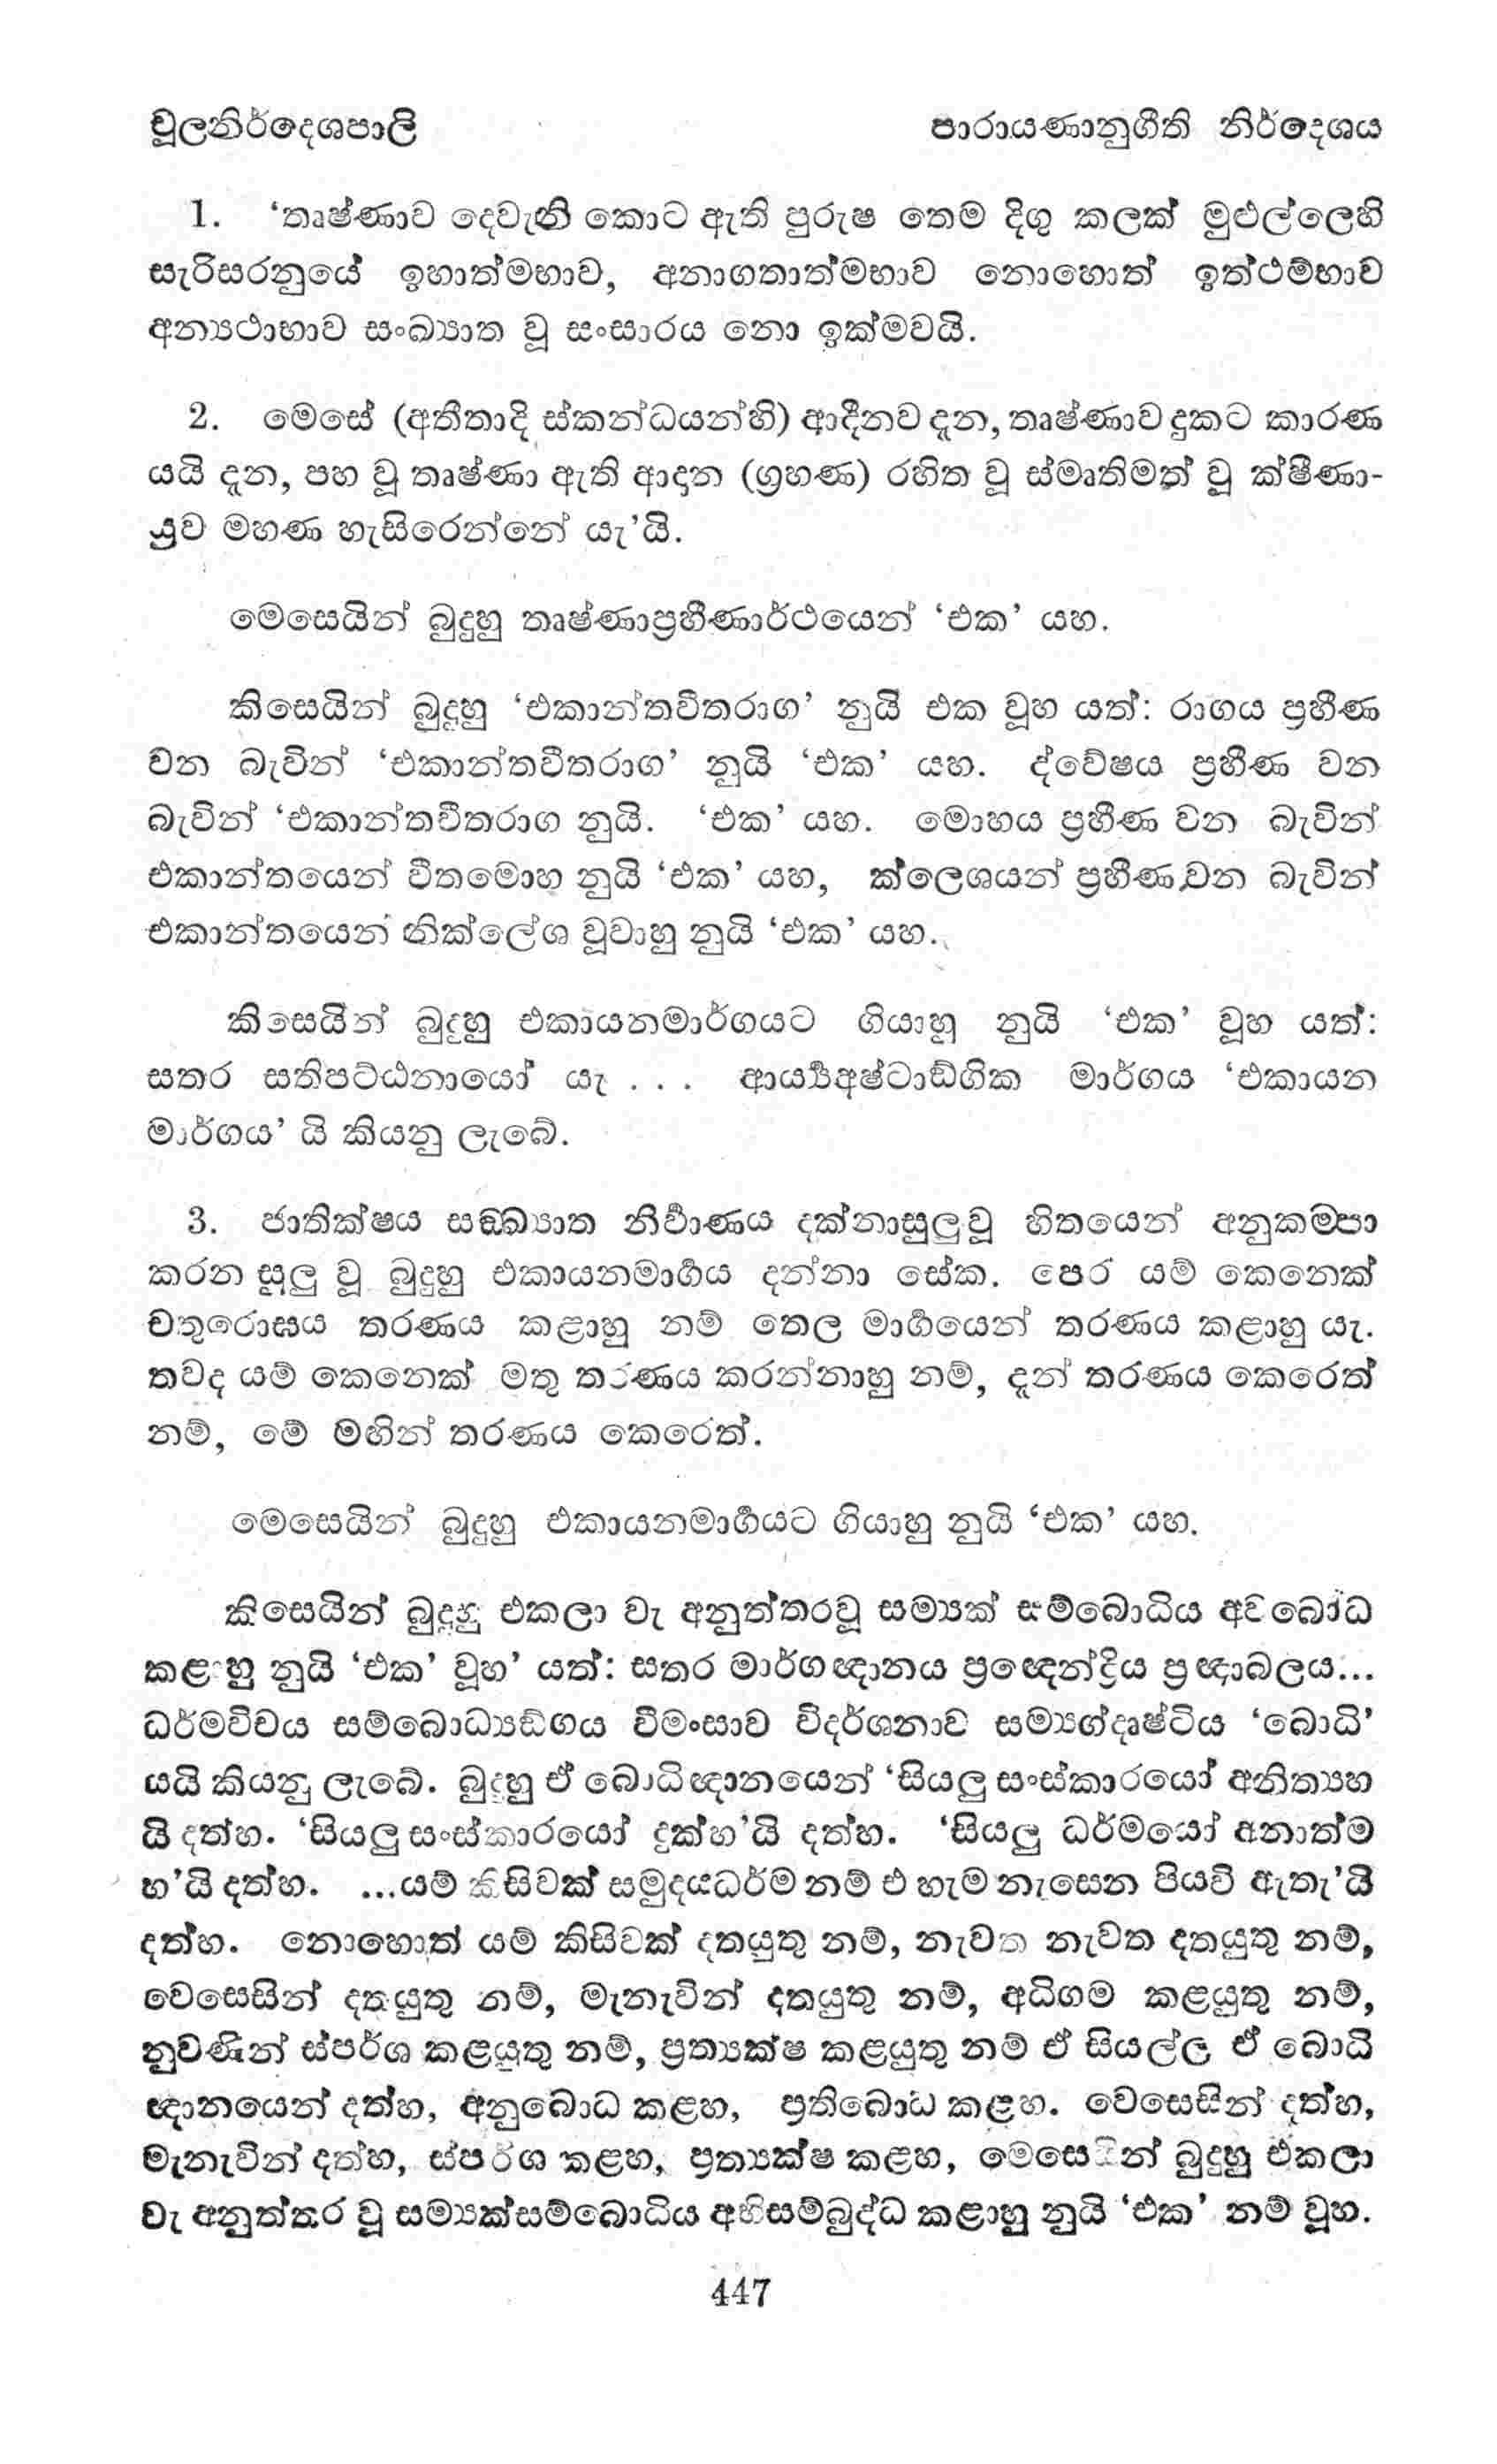 චූලනිර්දෙශපාලි පාරායණානුගීති නිර්දෙශය
1. ‘තෘෂ්ණාව දෙවැනි කොට ඇති පුරුෂ තෙම දිගු කලක් මුළුල්ලෙහි
සැරිසරනුයේ ඉහාත්මභාව, අනාගතාත්මභාව නොහොත් ඉත්ථම්භාව
අන්‍යථාභාව සංඛ්‍යාත වූ සංසාරය නො ඉක්මවයි.
2. මෙසේ (අතීතාදි ස්කන්ධයන්හි) ආදීනව දැන, තෘෂ්ණාව දුකට කාරණ
යයි දැන, පහ වූ තෘෂ්ණා ඇති ආදාන (ග්‍රහණ) රහිත වූ ස්මෘතිමත් වූ ක්ෂීණා-
ශ්‍රව මහණ හැසිරෙන්නේ යැ’යි.
මෙසෙයින් බුදුහු තෘෂ්ණාප්‍රහීණාර්ථයෙන් ‘එක’ යහ.
කිසෙයින් බුදුහු ‘එකාන්තවීතරාග’ නුයි එක වූහ යත්: රාගය ප්‍රහීණ
වන බැවින් ‘එකාන්තවීතරාග’ නුයි ‘එක’ යහ. ද්වේෂය ප්‍රහීණ වන
බැවින් ‘එකාන්තවීතරාග නුයි. ‘එක’ යහ. මොහය ප්‍රහීණ වන බැවින්
එකාන්තයෙන් වීතමොහ නුයි ‘එක’ යහ, ක්ලෙශයන් ප්‍රහීණ වන බැවින්
එකාන්තයෙන් නික්ලේශ වූවාහු නුයි ‘එක’ යහ.
කිසෙයින් බුදුහු එකායනමාර්ගයට ගියාහු නුයි ‘එක’ වූහ යත්:
සතර සතිපට්ඨානායෝ යැ . . . ආර්‍ය්‍යඅෂ්ටාඞ්ගික මාර්ගය ‘එකායන
මාර්ගය’ යි කියනු ලැබේ.
3. ජාතික්ෂය සඞ්ඛ්‍යාත නිර්‍වාණය දක්නාසුලු වූ හිතයෙන් අනුකම්පා
කරන සුලු වූ බුදුහු එකායනමාර්‍ගය දන්නා සේක. පෙර යම් කෙනෙක්
චතුරොඝය තරණය කළාහු නම් තෙල මාර්‍ගයෙන් තරණය කළාහු යැ.
තවද යම් කෙනෙක් මතු තරණය කරන්නාහු නම්, දැන් තරණය කෙරෙත්
නම්, මේ මඟින් තරණය කෙරෙත්.
මෙසෙයින් බුදුහු එකායනමාර්‍ගයට ගියාහු නුයි ‘එක’ යහ.
කිසෙයින් බුදුහු එකලා වැ අනුත්තරවූ සම්‍යක් සම්බොධිය අවබෝධ
කළාහු නුයි ‘එක’ වූහ’ යත්: සතර මාර්ගඥානය ප්‍රඥෙන්ද්‍රිය ප්‍රඥාබලය...
ධර්මවිචය සම්බොධ්‍යඞ්ගය වීමංසාව විදර්ශනාව සම්‍යග්දෘෂ්ටිය ‘බොධි’
යයි කියනු ලැබේ. බුදුහු ඒ බොධිඥානයෙන් ‘සියලු සංස්කාරයෝ අනිත්‍යහ
යි දත්හ. ‘සියලු සංස්කාරයෝ දුක්හ’යි දත්හ. ‘සියලු ධර්මයෝ අනාත්ම
හ’යි දත්හ. ...යම් කිසිවක් සමුදයධර්ම නම් එ හැම නැසෙන පියවි ඇතැ’යි
දත්හ. නොහොත් යම් කිසිවක් දතයුතු නම්, නැවත නැවත දතයුතු නම්,
වෙසෙසින් දතයුතු නම්, මැනැවින් දතයුතු නම්, අධිගම කළයුතු නම්,
නුවණින් ස්පර්ශ කළයුතු නම්, ප්‍රත්‍යක්ෂ කළයුතු නම් ඒ සියල්ල ඒ බොධි
ඥානයෙන් දත්හ, අනුබොධ කළහ, ප්‍රතිබොධ කළහ. වෙසෙසින් දත්හ,
මැනැවින් දත්හ, ස්පර්ශ කළහ, ප්‍රත්‍යක්ෂ කළහ, මෙසෙයින් බුදුහු එකලා
වැ අනුත්තර වූ සම්‍යක්සම්බොධිය අභිසම්බුද්ධ කළාහු නුයි ‘එක’ නම් වූහ.
447